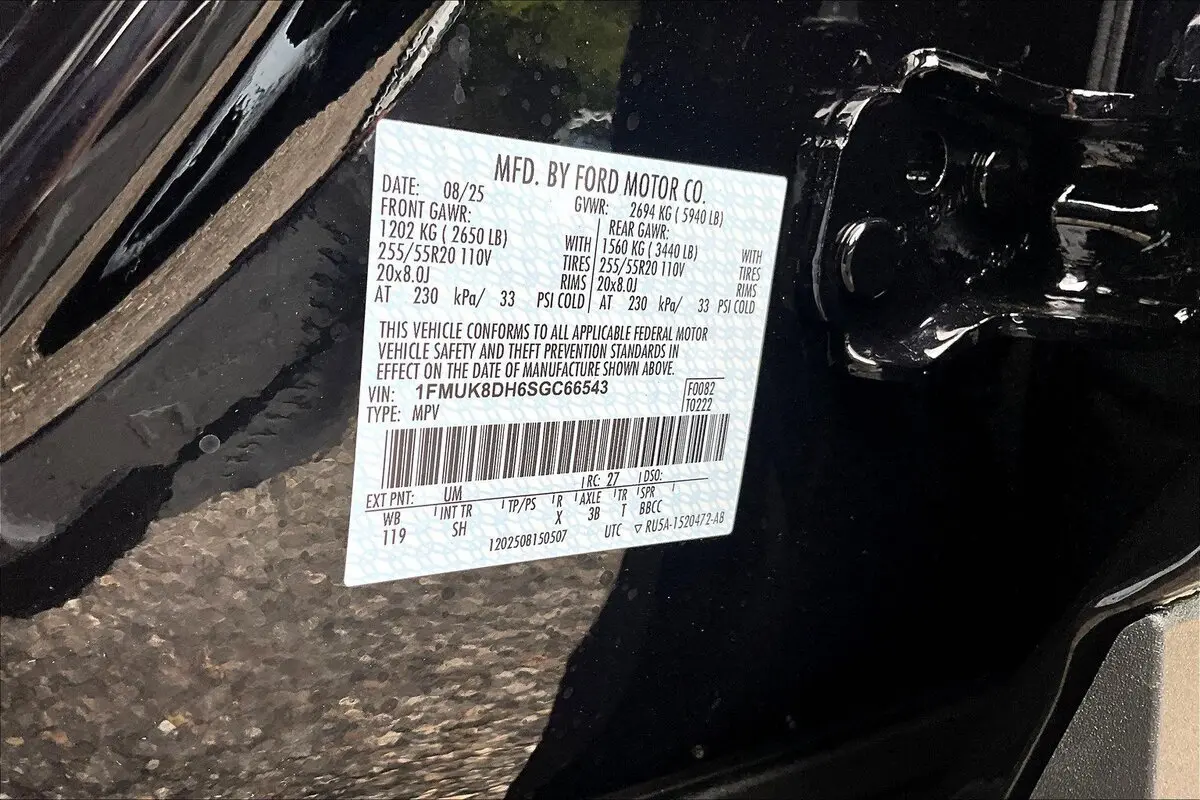 MFD. BY FORD MOTOR CO.
DATE: 08/25 GVWR: 2694 KG ( 5940 LB)
FRONT GAWR: REAR GAWR:
1202 KG ( 2650 LB) WITH 1560 KG ( 3440 LB) WITH
255/55R20 110V TIRES 255/55R20 110V TIRES
20x8.0J RIMS 20x8.0J RIMS
AT 230 kPa/ 33 PSI COLD AT 230 kPa/ 33 PSI COLD
THIS VEHICLE CONFORMS TO ALL APPLICABLE FEDERAL MOTOR
VEHICLE SAFETY AND THEFT PREVENTION STANDARDS IN
EFFECT ON THE DATE OF MANUFACTURE SHOWN ABOVE.
VIN: 1FMUK8DH6SGC66543 F0082
TYPE: MPV T0222
EXT PNT: UM RC: 27 DSO:
WB INT TR TP/PS R AXLE TR SPR
119 SH X 3B T BBCC
1202508150507 UTC ▽ RU5A-1520472-AB